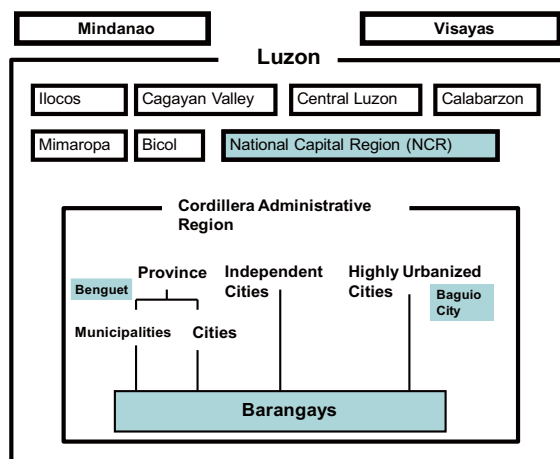 Mindanao
Visayas
Luzon
Ilocos
Cagayan Valley
Central Luzon
Calabarzon
Mimaropa
Bicol
National Capital Region (NCR)
Cordillera Administrative
Region
Province
Benguet
Municipalities
Cities
Independent
Cities
Highly Urbanized
Cities
Baguio
City
Barangays